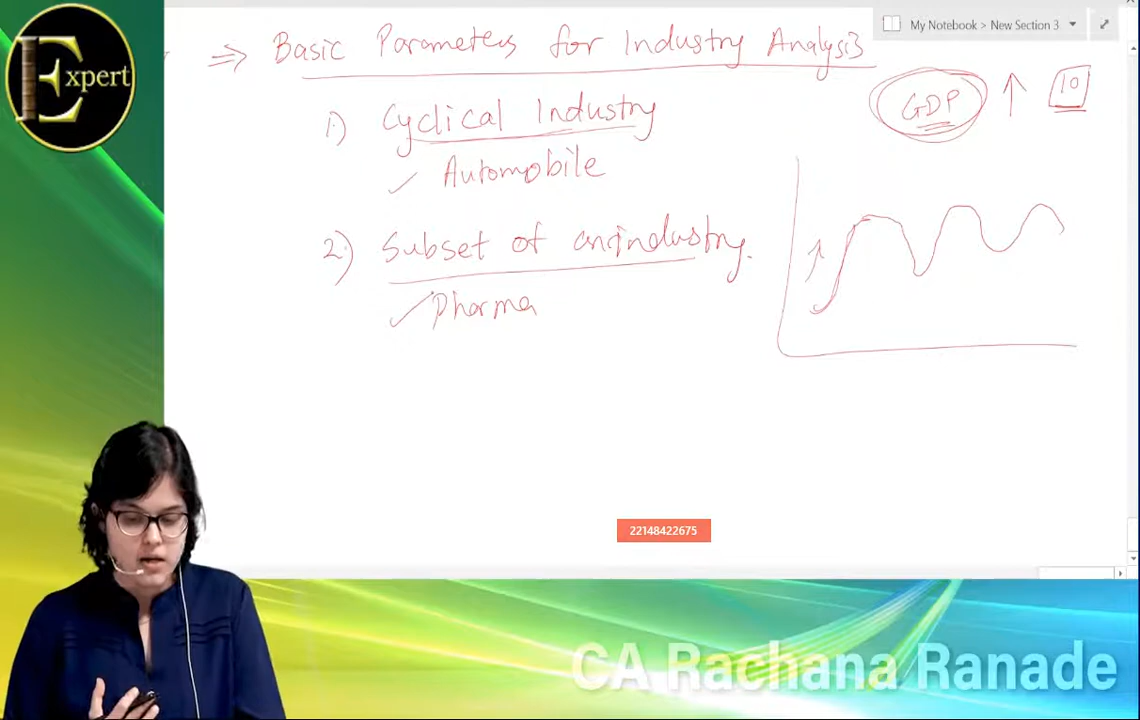 Expert
My Notebook > New Section 3
⇒ Basic Parameters for Industry Analysis
GDP ↑ 10
1) Cyclical Industry
✓ Automobile
2) Subset of an industry.
✓ Pharma
22148422675
CA Rachana Ranade